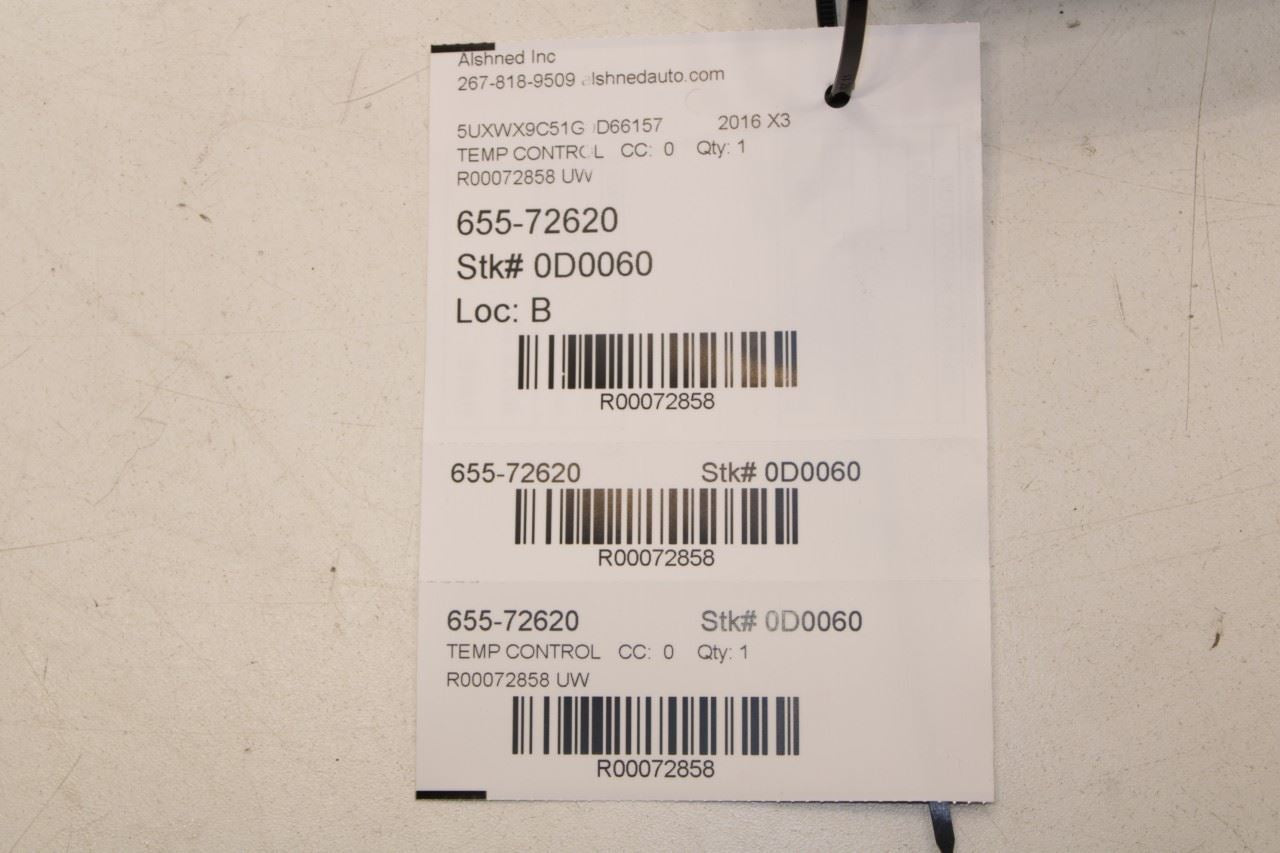 Alshned Inc
267-818-9509 alshnedauto.com
2016 X3
TEMP CONTROL CC: 0 Qty: 1
R00072858 UW
655-72620
Stk# 0D0060
Loc: B
R00072858
655-72620 Stk# 0D0060
R00072858
655-72620 Stk# 0D0060
TEMP CONTROL CC: 0 Qty: 1
R00072858 UW
R00072858